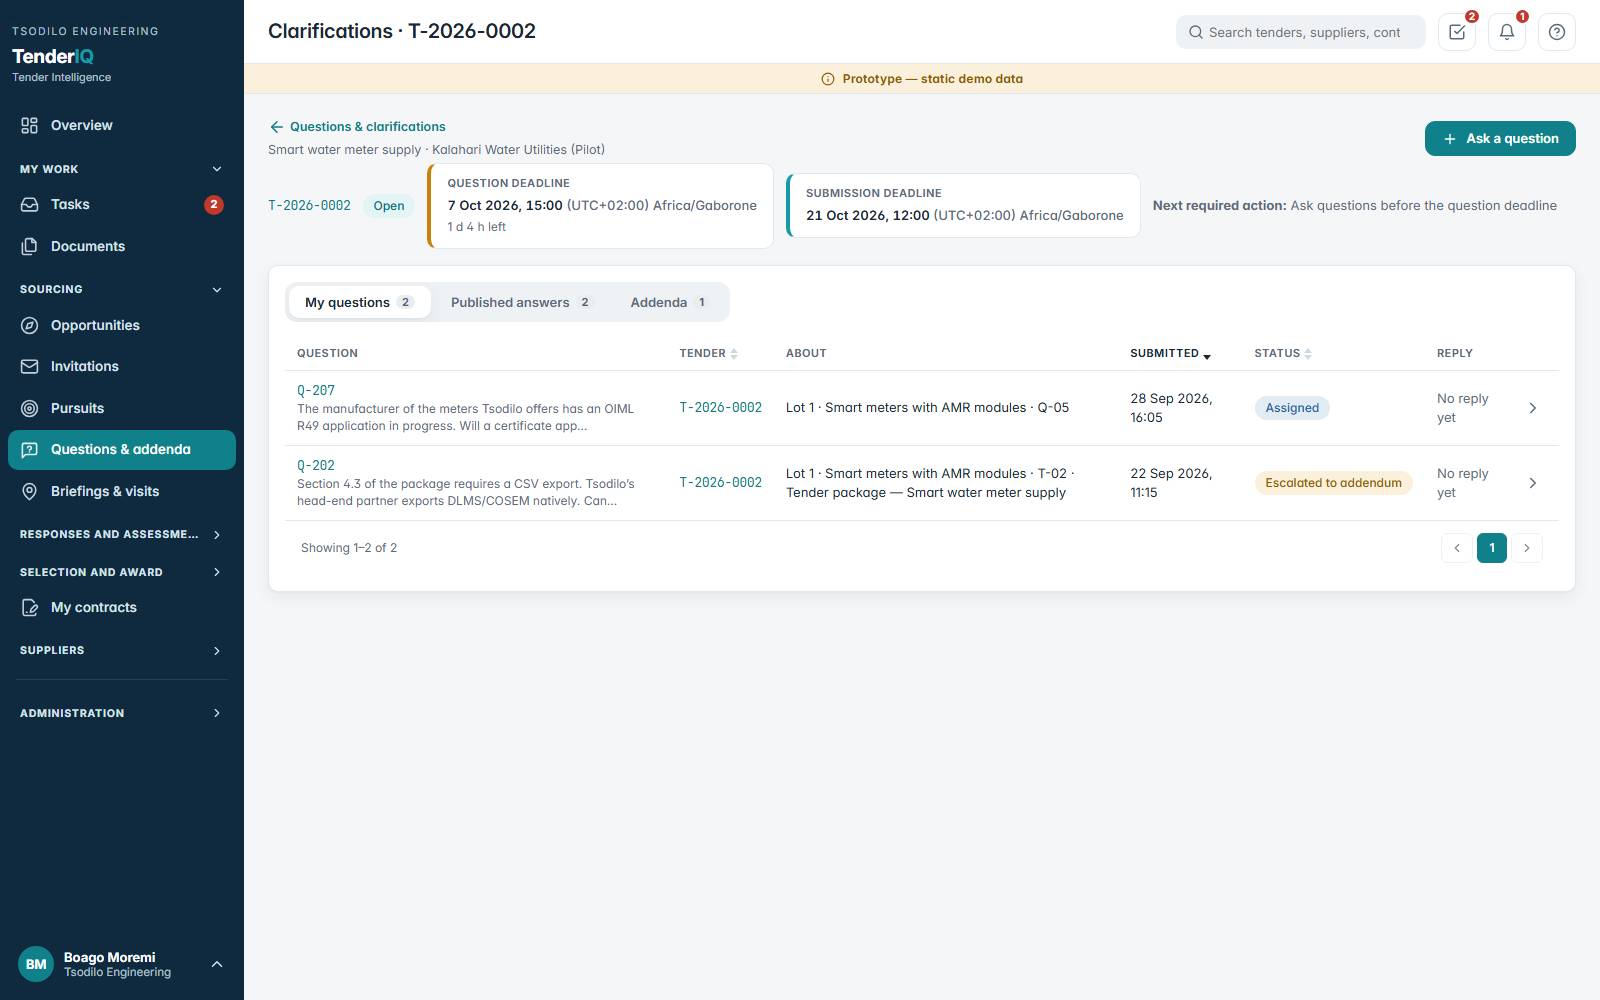 TSODILO ENGINEERING
TenderIQ
Tender Intelligence
Overview
MY WORK
Tasks 2
Documents
SOURCING
Opportunities
Invitations
Pursuits
Questions & addenda
Briefings & visits
RESPONSES AND ASSESSME...
SELECTION AND AWARD
My contracts
SUPPLIERS
ADMINISTRATION
BM
Boago Moremi
Tsodilo Engineering
Clarifications · T-2026-0002
Search tenders, suppliers, cont
2
1
Prototype — static demo data
Questions & clarifications
Smart water meter supply · Kalahari Water Utilities (Pilot)
Ask a question
T-2026-0002
Open
QUESTION DEADLINE
7 Oct 2026, 15:00 (UTC+02:00) Africa/Gaborone
1 d 4 h left
SUBMISSION DEADLINE
21 Oct 2026, 12:00 (UTC+02:00) Africa/Gaborone
Next required action: Ask questions before the question deadline
My questions 2
Published answers 2
Addenda 1
QUESTION TENDER ABOUT SUBMITTED STATUS REPLY
Q-207
The manufacturer of the meters Tsodilo offers has an OIML
R49 application in progress. Will a certificate app...
T-2026-0002
Lot 1 · Smart meters with AMR modules · Q-05
28 Sep 2026,
16:05
Assigned
No reply
yet
Q-202
Section 4.3 of the package requires a CSV export. Tsodilo's
head-end partner exports DLMS/COSEM natively. Can...
T-2026-0002
Lot 1 · Smart meters with AMR modules · T-02 ·
Tender package — Smart water meter supply
22 Sep 2026,
11:15
Escalated to addendum
No reply
yet
Showing 1–2 of 2
1